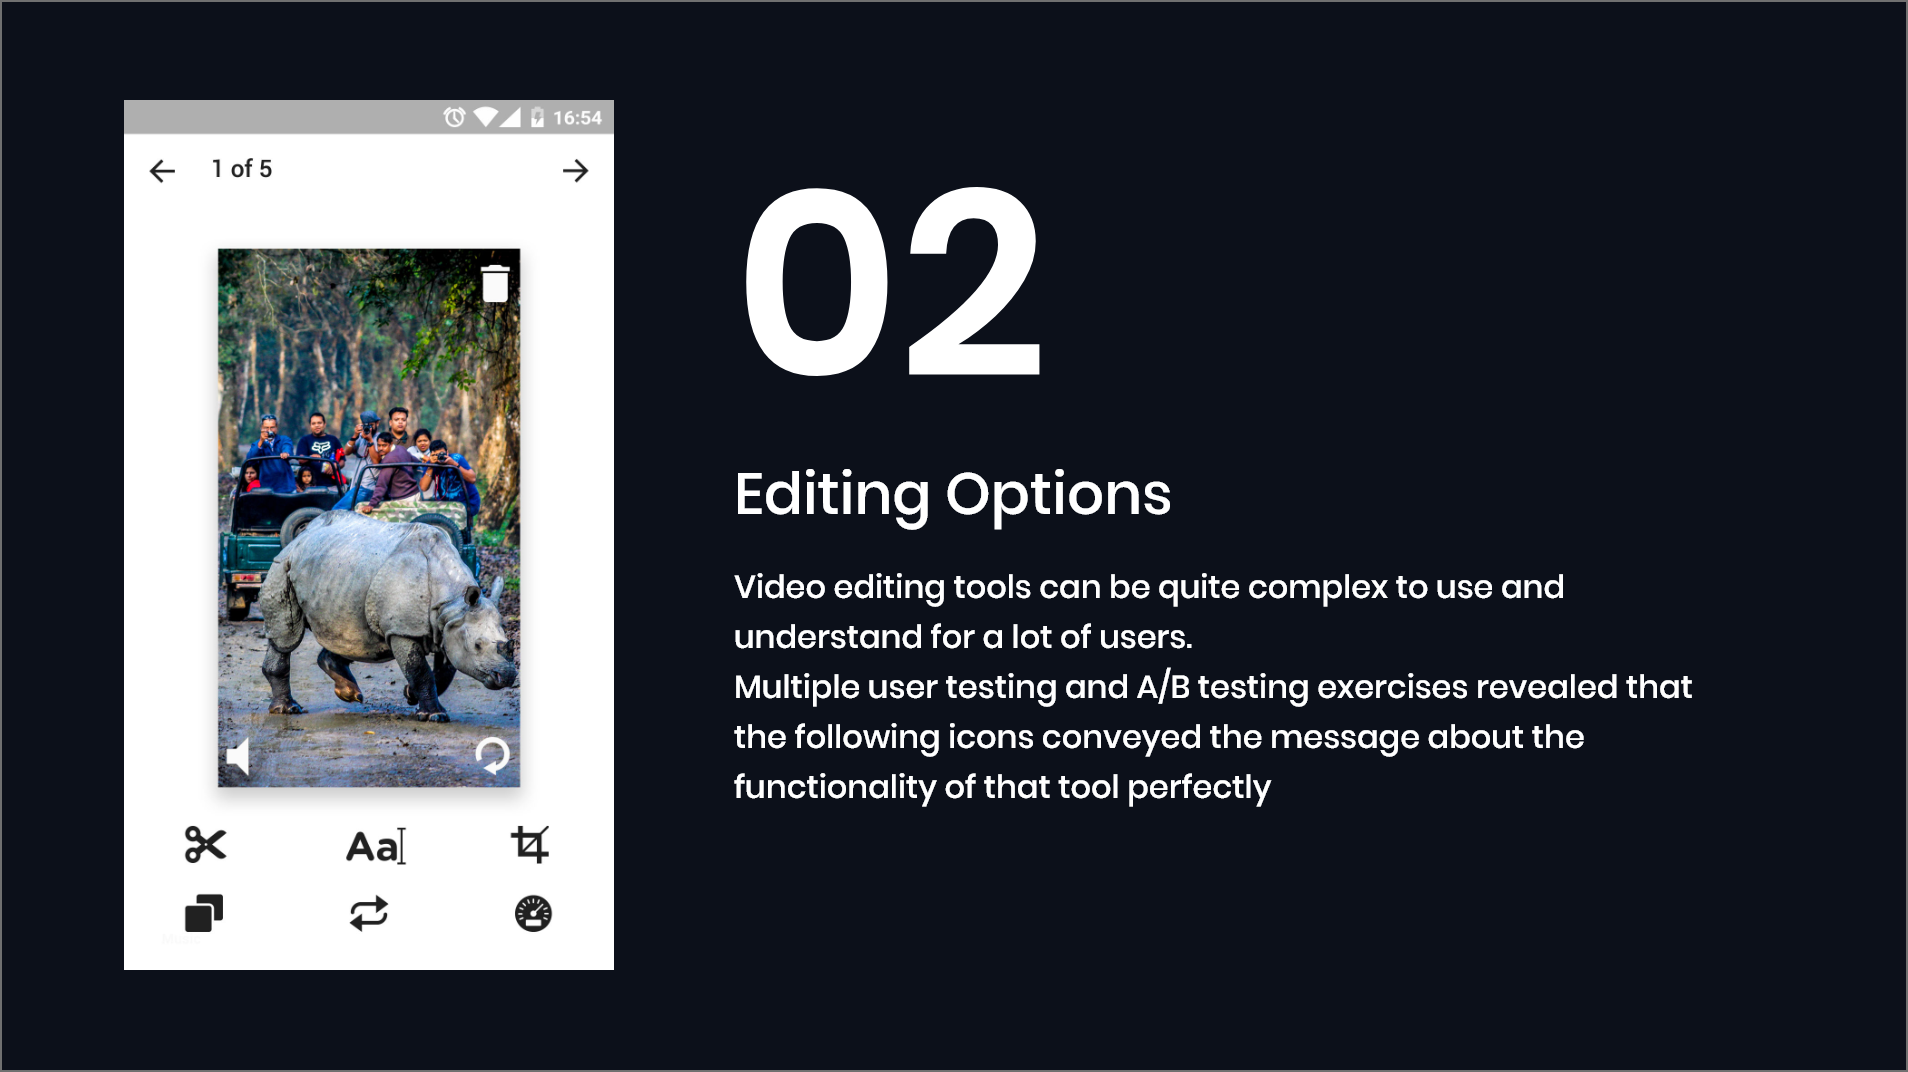 16:54
1 of 5
Aa
02
Editing Options
Video editing tools can be quite complex to use and
understand for a lot of users.
Multiple user testing and A/B testing exercises revealed that
the following icons conveyed the message about the
functionality of that tool perfectly